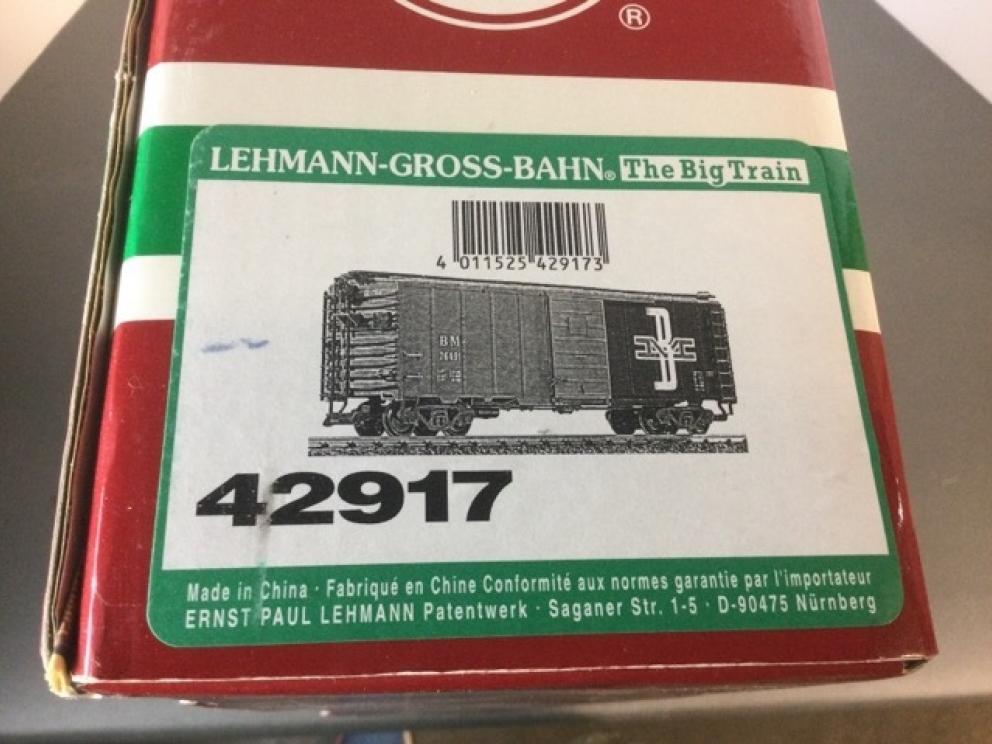 ®
LEHMANN-GROSS-BAHN® The Big Train
4 011525 429173
BM
42917
Made in China · Fabriqué en Chine Conformité aux normes garantie par l'importateur
ERNST PAUL LEHMANN Patentwerk · Saganer Str. 1-5 · D-90475 Nürnberg